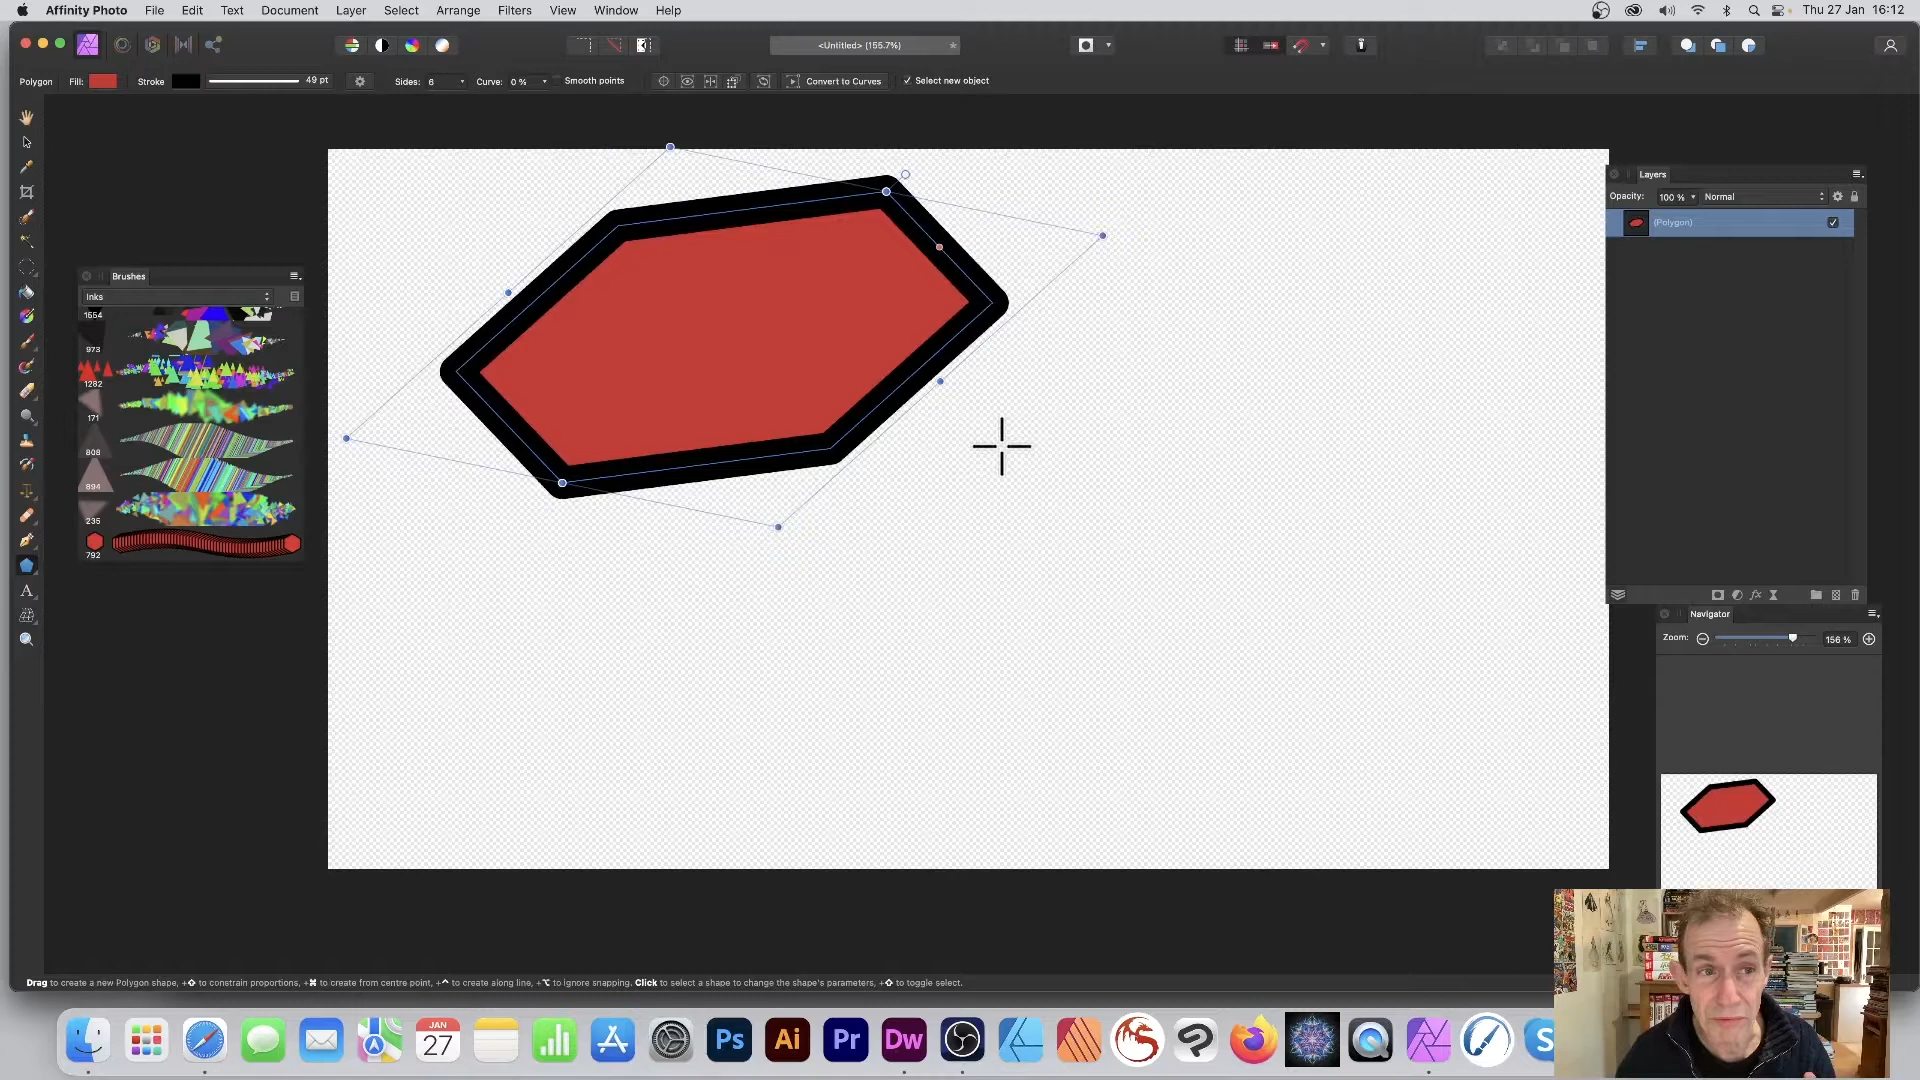 Affinity Photo File Edit Text Document Layer Select Arrange Filters View Window Help Thu 27 Jan 16:12
<Untitled> (155.7%)
Polygon Fill: Stroke 49 pt Sides: 6 Curve: 0 % Smooth points Convert to Curves Select new object
Layers
Opacity: 100 % Normal
(Polygon)
Brushes
Inks
1554
973
1282
171
808
894
235
792
A
Navigator
Zoom: 156 %
Drag to create a new Polygon shape, +⇧ to constrain proportions, +⌘ to create from centre point, +⌃ to create along line, +⌥ to ignore snapping. Click to select a shape to change the shape's parameters, +⇧ to toggle select.
JAN
27
Ps
Ai
Pr
Dw
S
fx